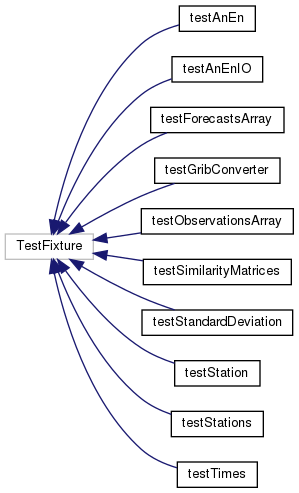 testAnEn
testAnEnIO
testForecastsArray
testGribConverter
testObservationsArray
TestFixture
testSimilarityMatrices
testStandardDeviation
testStation
testStations
testTimes